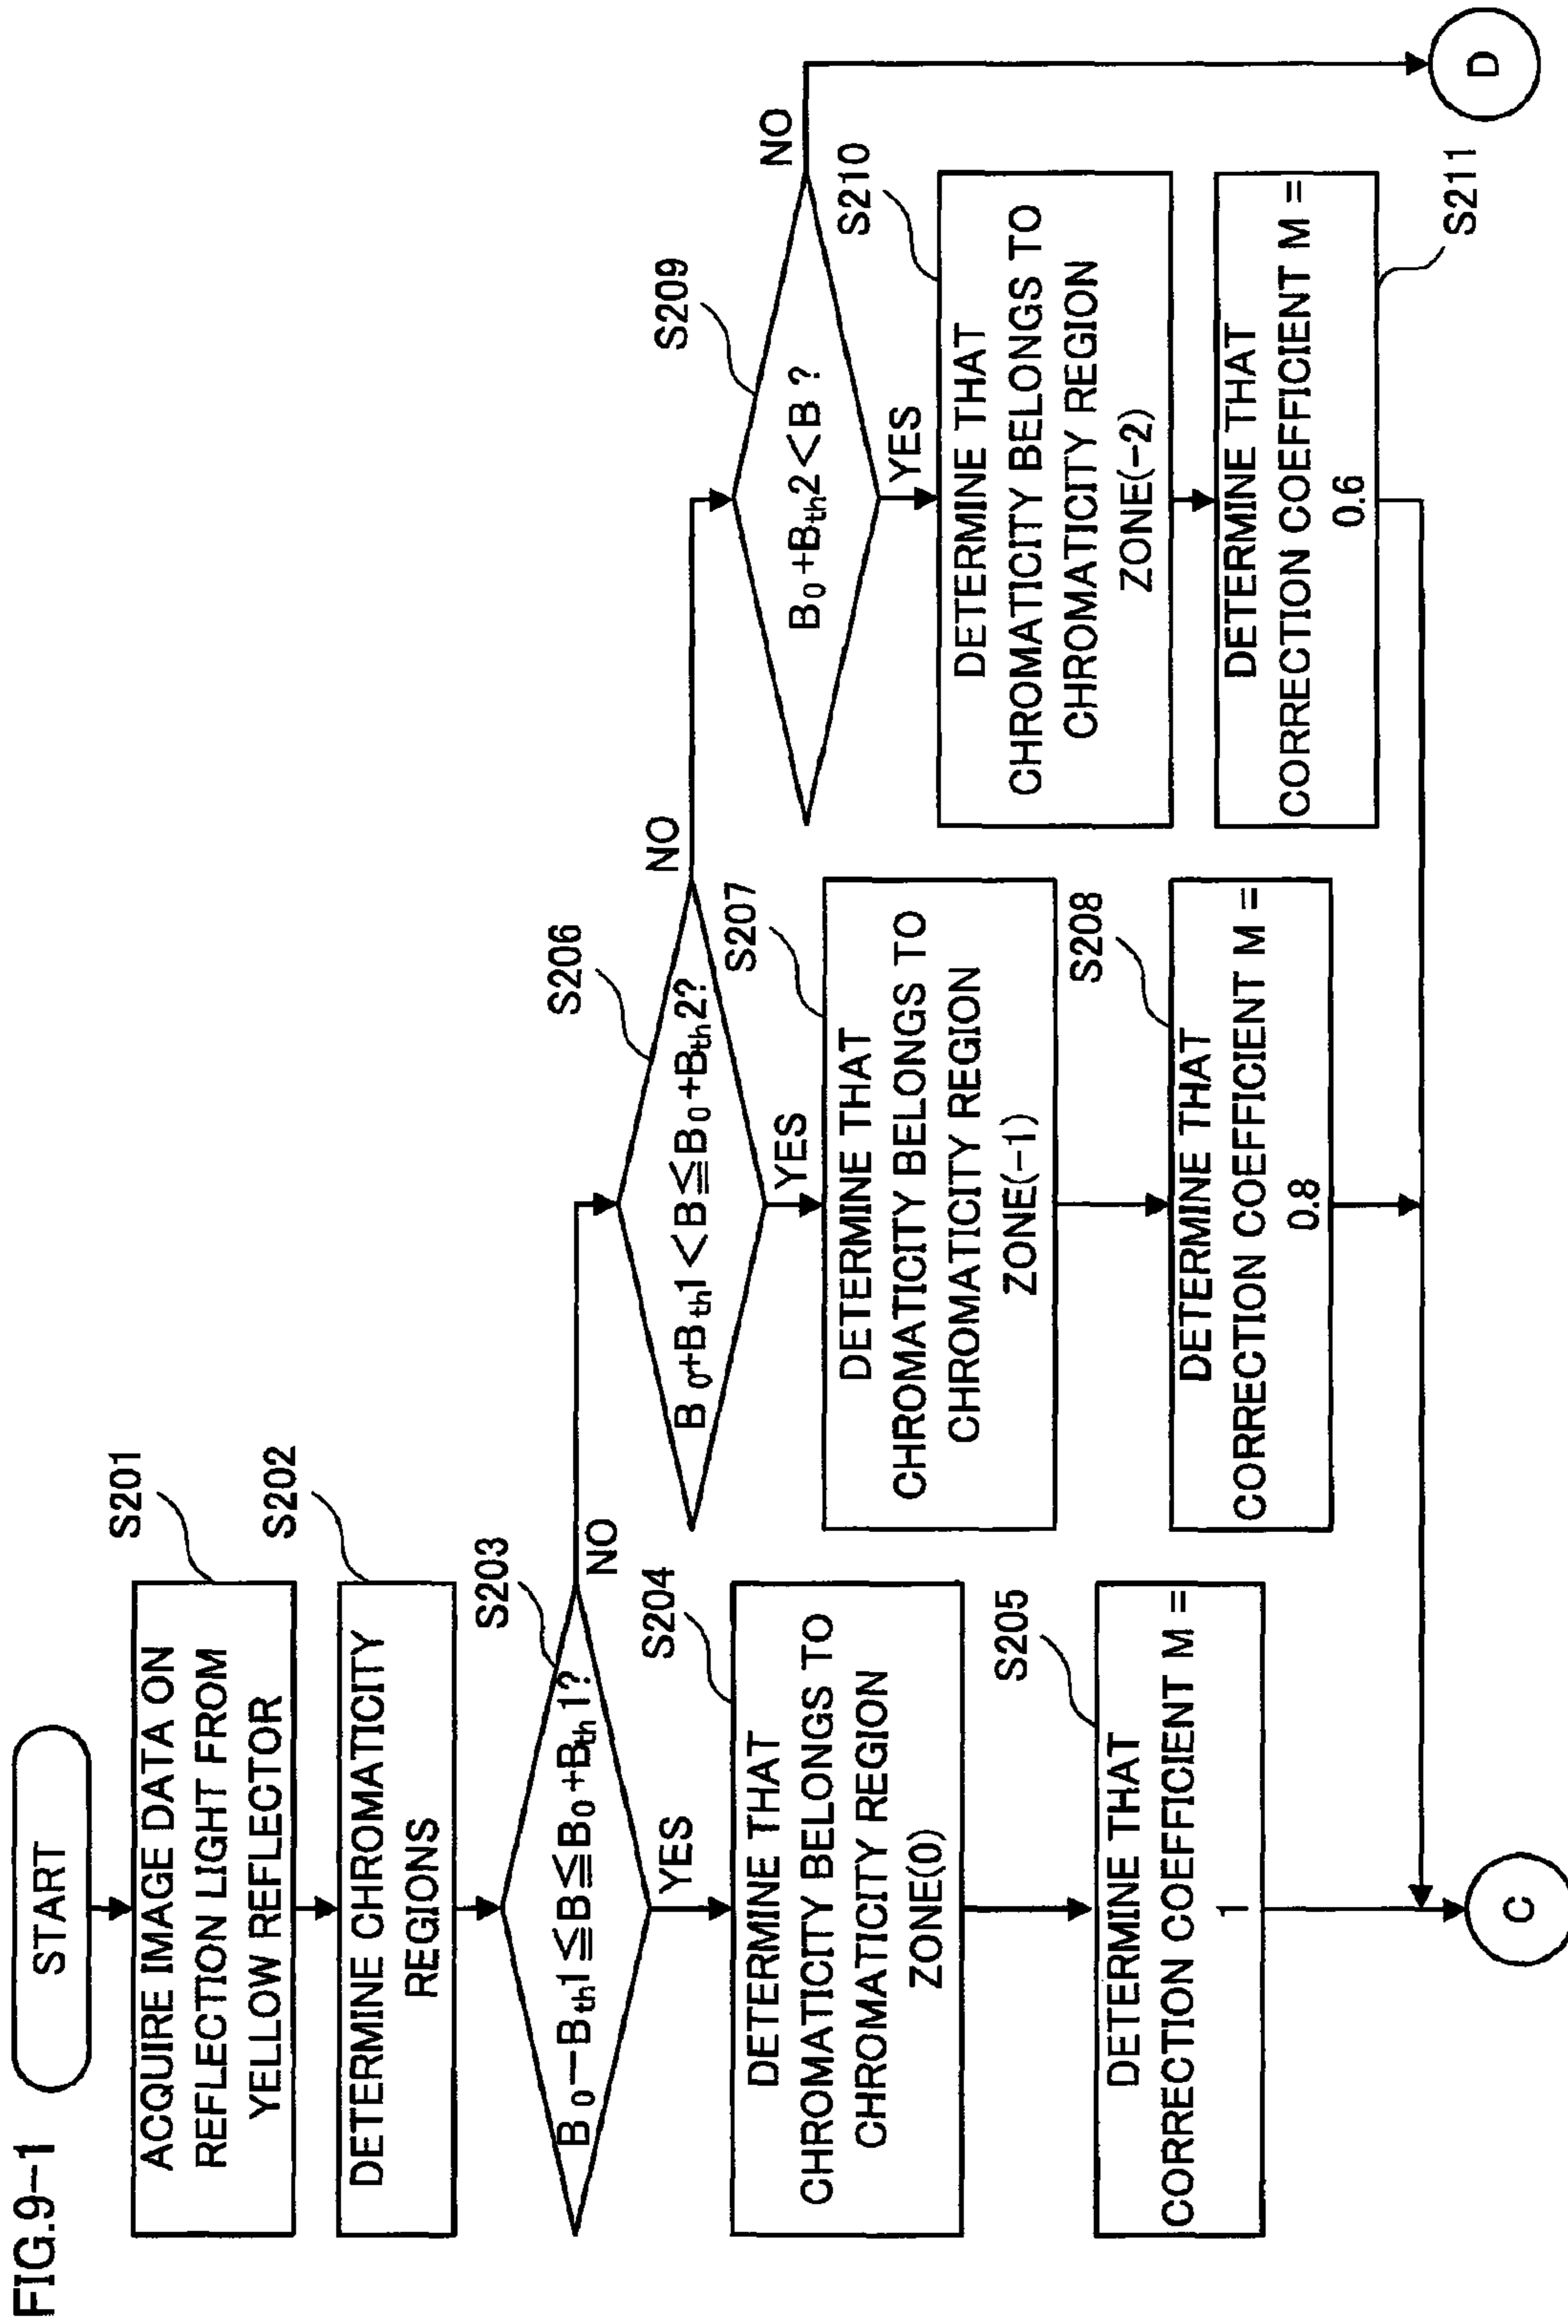 FIG.9-1
START
ACQUIRE IMAGE DATA ON
REFLECTION LIGHT FROM
YELLOW REFLECTOR
S201
DETERMINE CHROMATICITY
REGIONS
S202
B₀-Bth1≦B≦B₀+Bth1?
S203
YES
NO
DETERMINE THAT
CHROMATICITY BELONGS TO
CHROMATICITY REGION
ZONE(0)
S204
DETERMINE THAT
CORRECTION COEFFICIENT M =
1
S205
C
B₀+Bth1<B≦B₀+Bth2?
S206
YES
NO
DETERMINE THAT
CHROMATICITY BELONGS TO
CHROMATICITY REGION
ZONE(-1)
S207
DETERMINE THAT
CORRECTION COEFFICIENT M =
0.8
S208
B₀+Bth2<B ?
S209
YES
NO
DETERMINE THAT
CHROMATICITY BELONGS TO
CHROMATICITY REGION
ZONE(-2)
S210
DETERMINE THAT
CORRECTION COEFFICIENT M =
0.6
S211
D